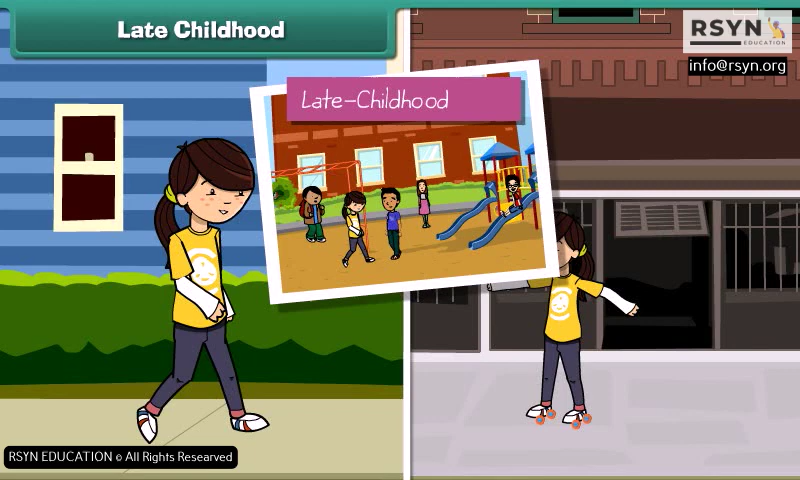 Late Childhood
RSYN
EDUCATION
info@rsyn.org
Late-Childhood
RSYN EDUCATION © All Rights Researved